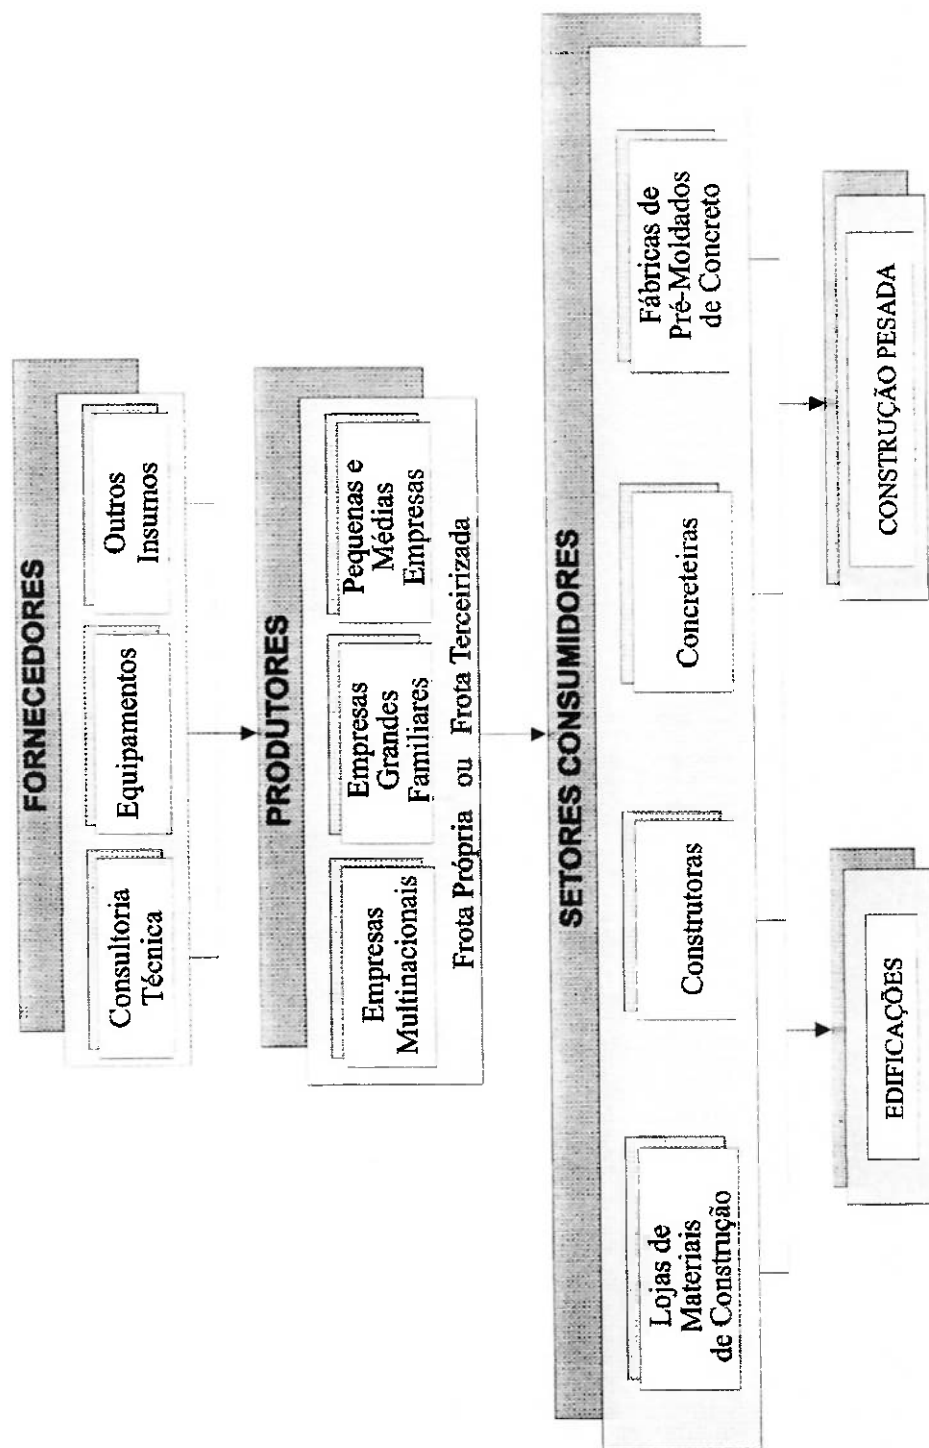 FORNECEDORES
Consultoria
Técnica
Equipamentos
Outros
Insumos
PRODUTORES
Empresas
Multinacionais
Empresas
Grandes
Familiares
Pequenas e
Médias
Empresas
Frota Própria ou Frota Terceirizada
SETORES CONSUMIDORES
Lojas de
Materiais
de Construção
Construtoras
Concreteiras
Fábricas de
Pré-Moldados
de Concreto
EDIFICAÇÕES
CONSTRUÇÃO PESADA